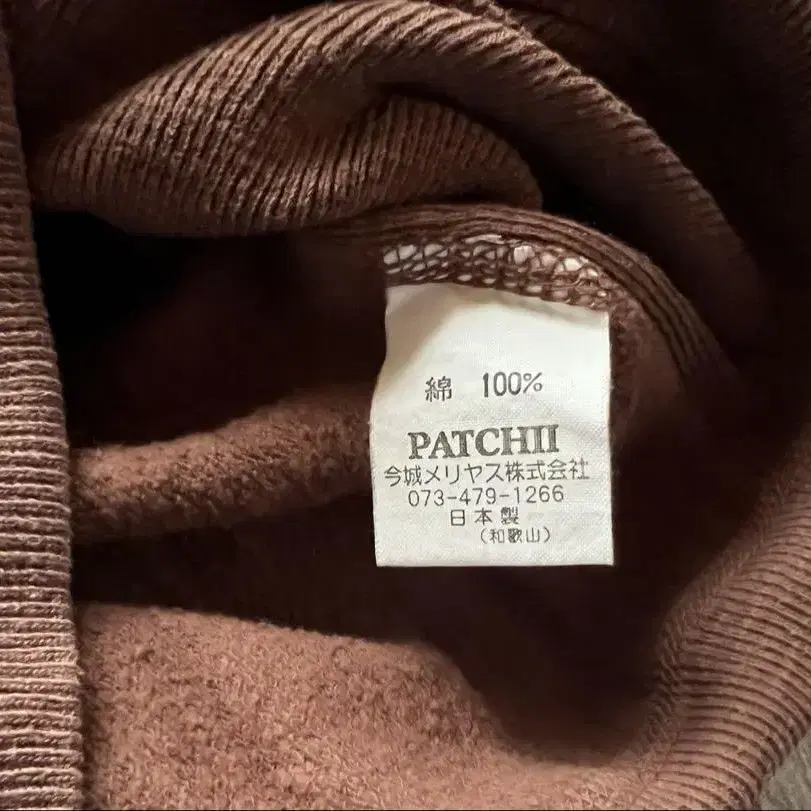 綿 100%
PATCHII
今城メリヤス株式会社
073-479-1266
日本製
(和歌山)